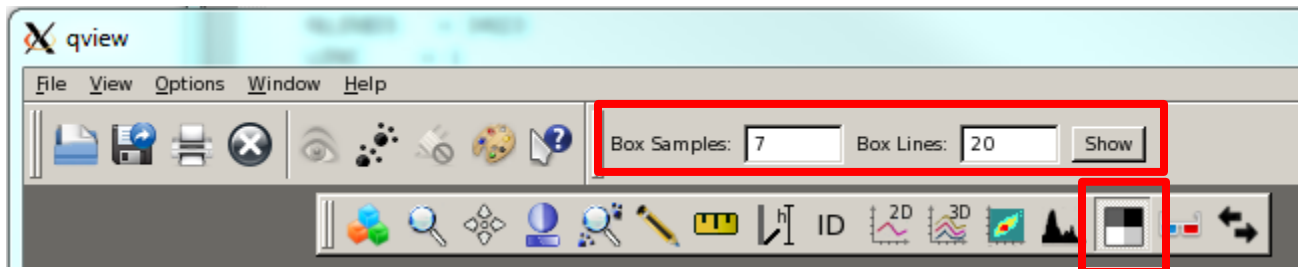 qview
File View Options Window Help
Box Samples: 7 Box Lines: 20 Show
h ID 2D 3D